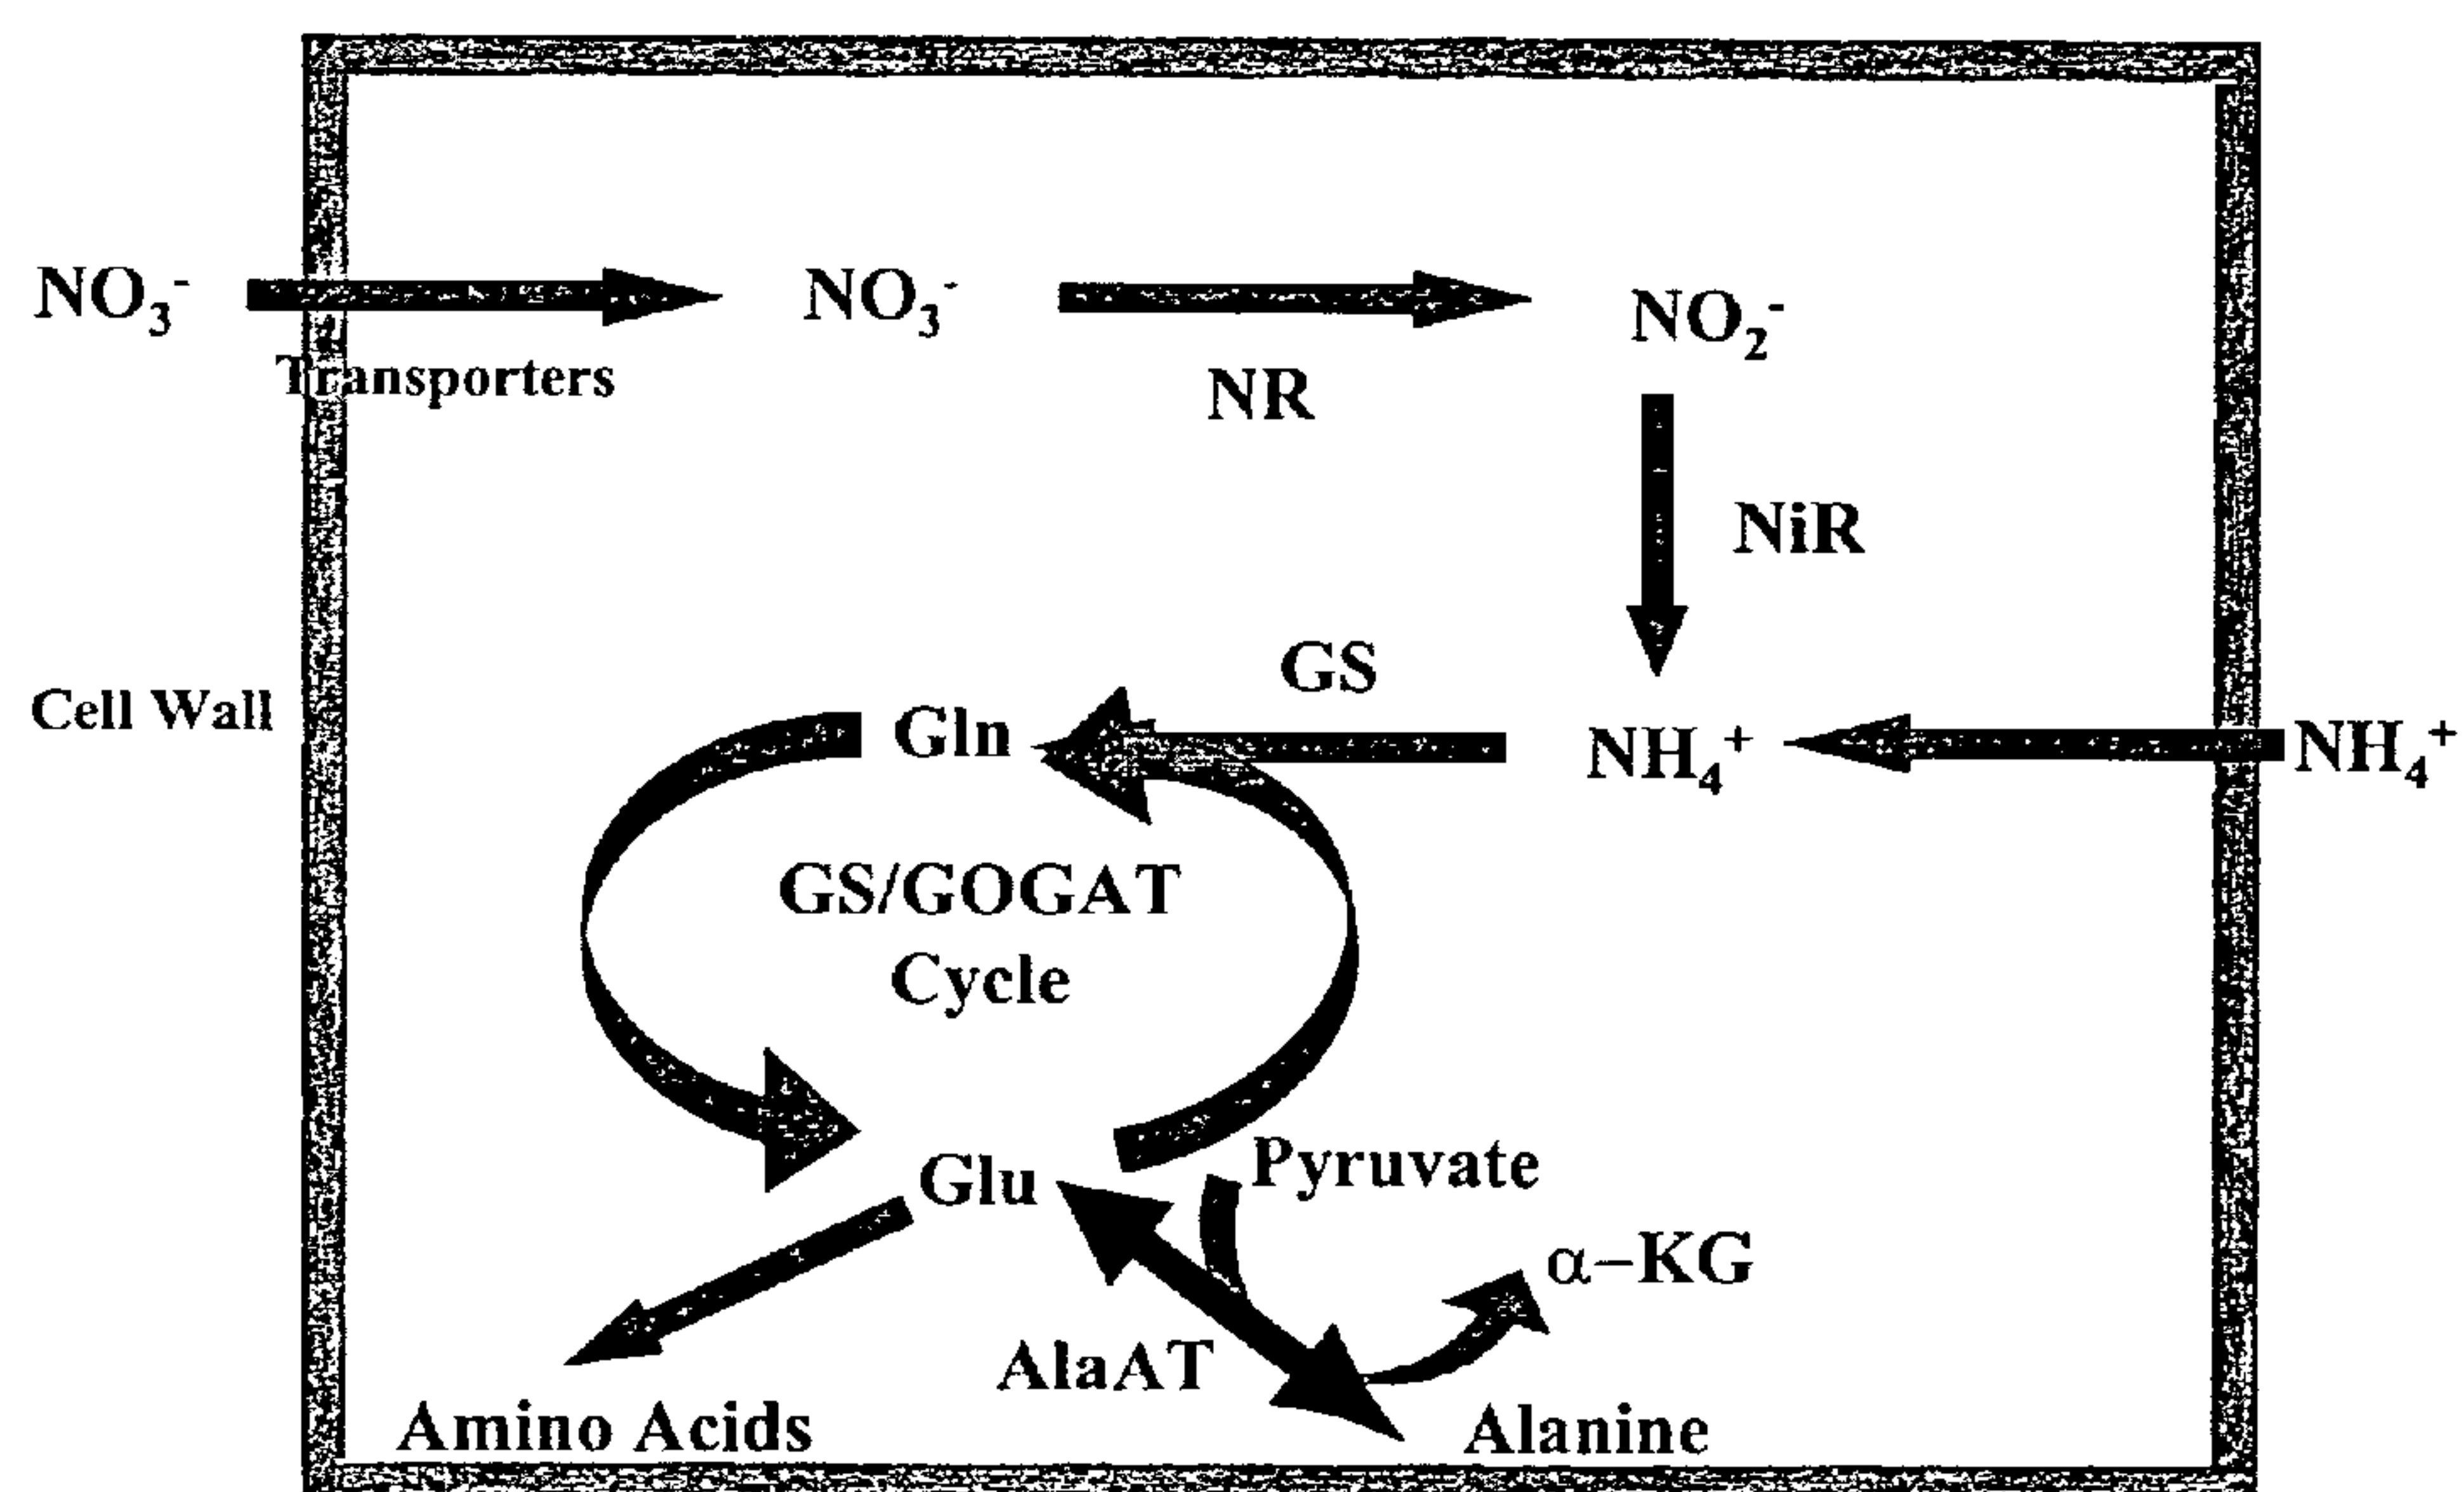 NO₃⁻ NO₃⁻ NO₂⁻
Transporters
NR
NiR
GS
Cell Wall
Gln
NH₄⁺ NH₄⁺
GS/GOGAT
Cycle
Glu
Pyruvate
α–KG
AlaAT
Amino Acids
Alanine